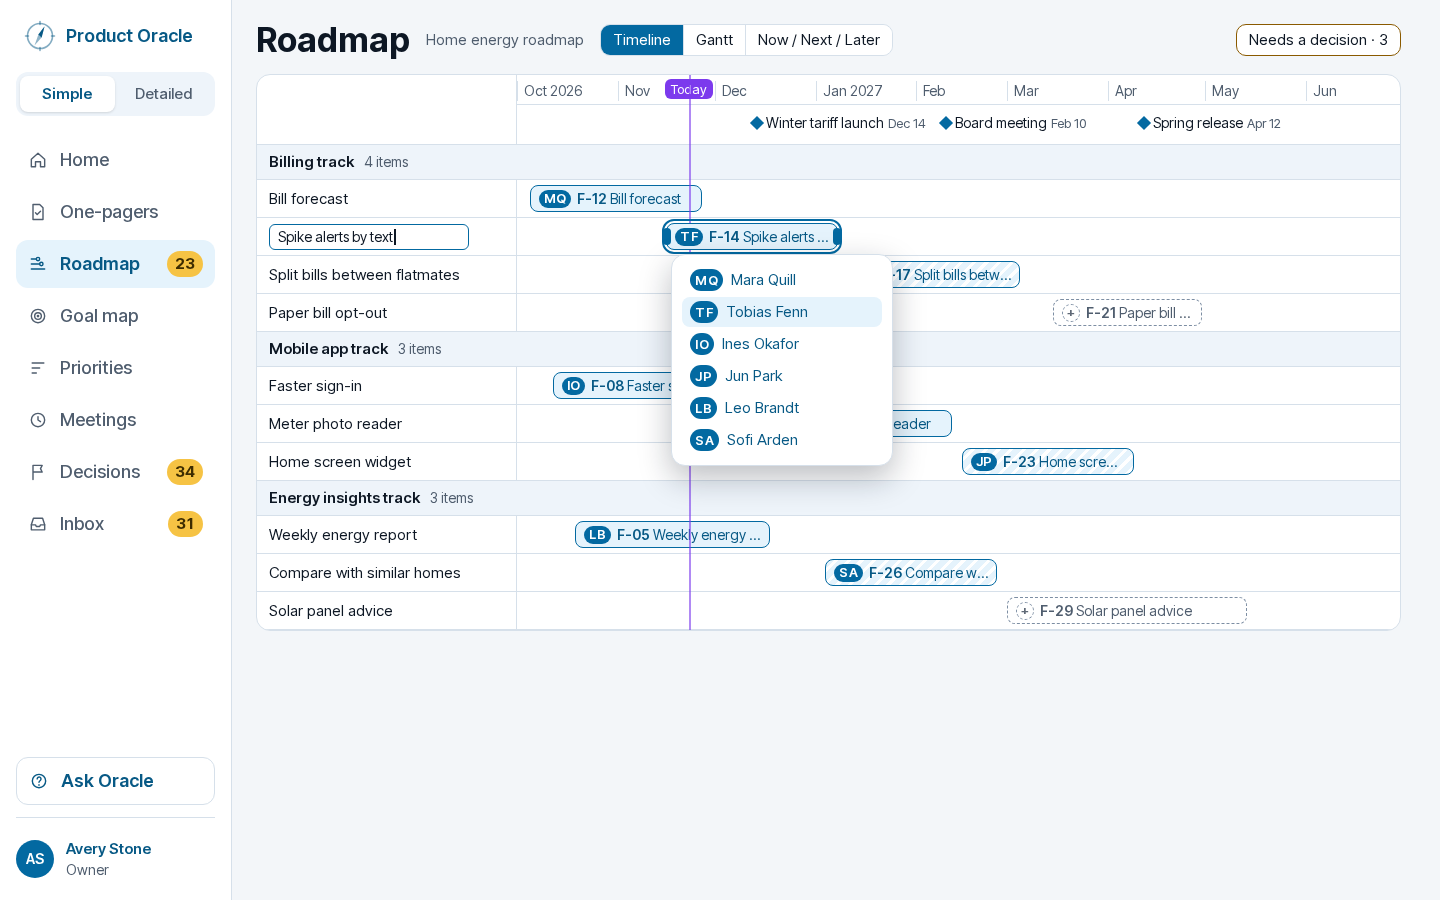 Product Oracle
Simple
Detailed
Home
One-pagers
Roadmap 23
Goal map
Priorities
Meetings
Decisions 34
Inbox 31
Ask Oracle
AS
Avery Stone
Owner
Roadmap
Home energy roadmap
Timeline
Gantt
Now / Next / Later
Needs a decision · 3
Oct 2026
Nov
Today
Dec
Jan 2027
Feb
Mar
Apr
May
Jun
Winter tariff launch Dec 14
Board meeting Feb 10
Spring release Apr 12
Billing track 4 items
Bill forecast
MQ F-12 Bill forecast
Spike alerts by text
TF F-14 Spike alerts ...
Split bills between flatmates
-17 Split bills betw...
Paper bill opt-out
+ F-21 Paper bill ...
MQ Mara Quill
TF Tobias Fenn
IO Ines Okafor
JP Jun Park
LB Leo Brandt
SA Sofi Arden
Mobile app track 3 items
Faster sign-in
IO F-08 Faster s
Meter photo reader
eader
Home screen widget
JP F-23 Home scre...
Energy insights track 3 items
Weekly energy report
LB F-05 Weekly energy ...
Compare with similar homes
SA F-26 Compare w...
Solar panel advice
+ F-29 Solar panel advice